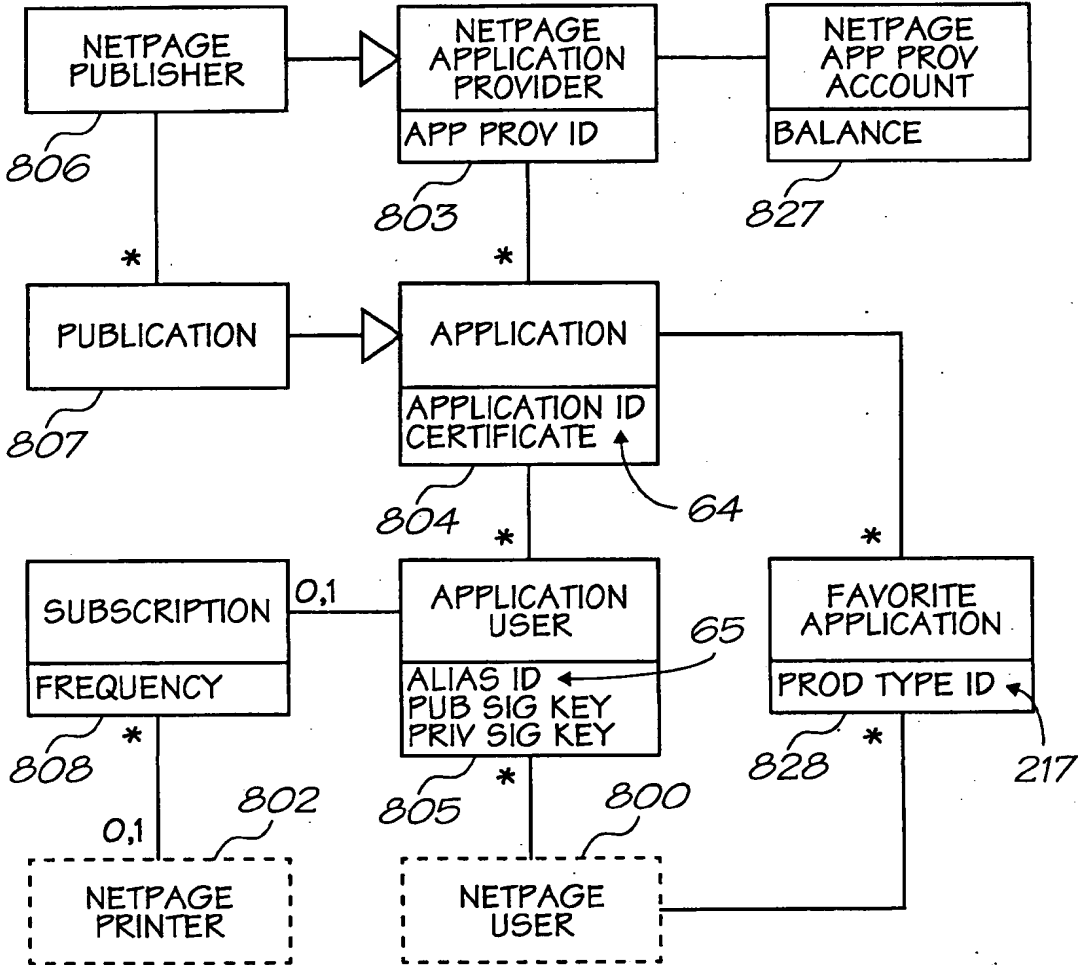 NETPAGE
PUBLISHER
806
NETPAGE
APPLICATION
PROVIDER
APP PROV ID
803
NETPAGE
APP PROV
ACCOUNT
BALANCE
827
*
*
PUBLICATION
807
APPLICATION
APPLICATION ID
CERTIFICATE
804
64
*
*
SUBSCRIPTION
FREQUENCY
808
0,1
APPLICATION
USER
ALIAS ID
PUB SIG KEY
PRIV SIG KEY
805
65
FAVORITE
APPLICATION
PROD TYPE ID
828
217
*
*
*
0,1
802
NETPAGE
PRINTER
800
NETPAGE
USER